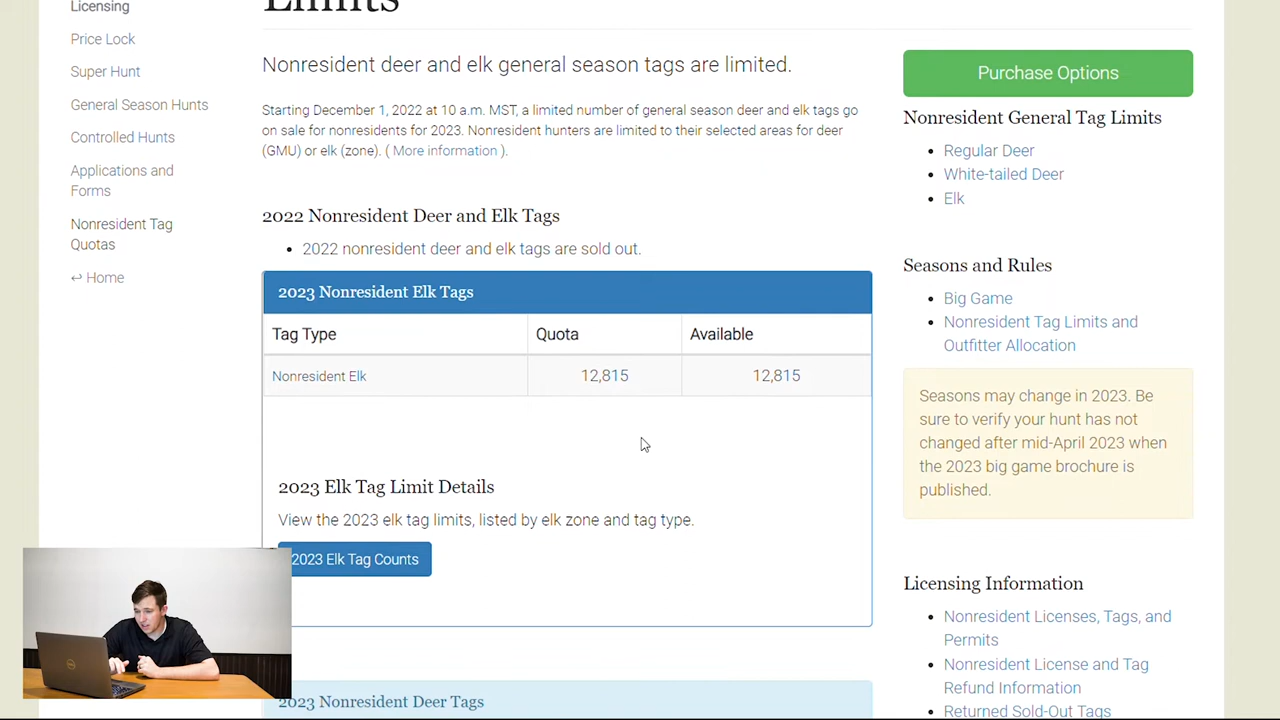 Limits
Licensing
Price Lock
Super Hunt
General Season Hunts
Controlled Hunts
Applications and
Forms
Nonresident Tag
Quotas
↩ Home
Nonresident deer and elk general season tags are limited.
Starting December 1, 2022 at 10 a.m. MST, a limited number of general season deer and elk tags go
on sale for nonresidents for 2023. Nonresident hunters are limited to their selected areas for deer
(GMU) or elk (zone). ( More information ).
2022 Nonresident Deer and Elk Tags
• 2022 nonresident deer and elk tags are sold out.
2023 Nonresident Elk Tags
Tag Type Quota Available
Nonresident Elk 12,815 12,815
2023 Elk Tag Limit Details
View the 2023 elk tag limits, listed by elk zone and tag type.
2023 Elk Tag Counts
2023 Nonresident Deer Tags
Purchase Options
Nonresident General Tag Limits
• Regular Deer
• White-tailed Deer
• Elk
Seasons and Rules
• Big Game
• Nonresident Tag Limits and
Outfitter Allocation
Seasons may change in 2023. Be
sure to verify your hunt has not
changed after mid-April 2023 when
the 2023 big game brochure is
published.
Licensing Information
• Nonresident Licenses, Tags, and
Permits
• Nonresident License and Tag
Refund Information
• Returned Sold-Out Tags